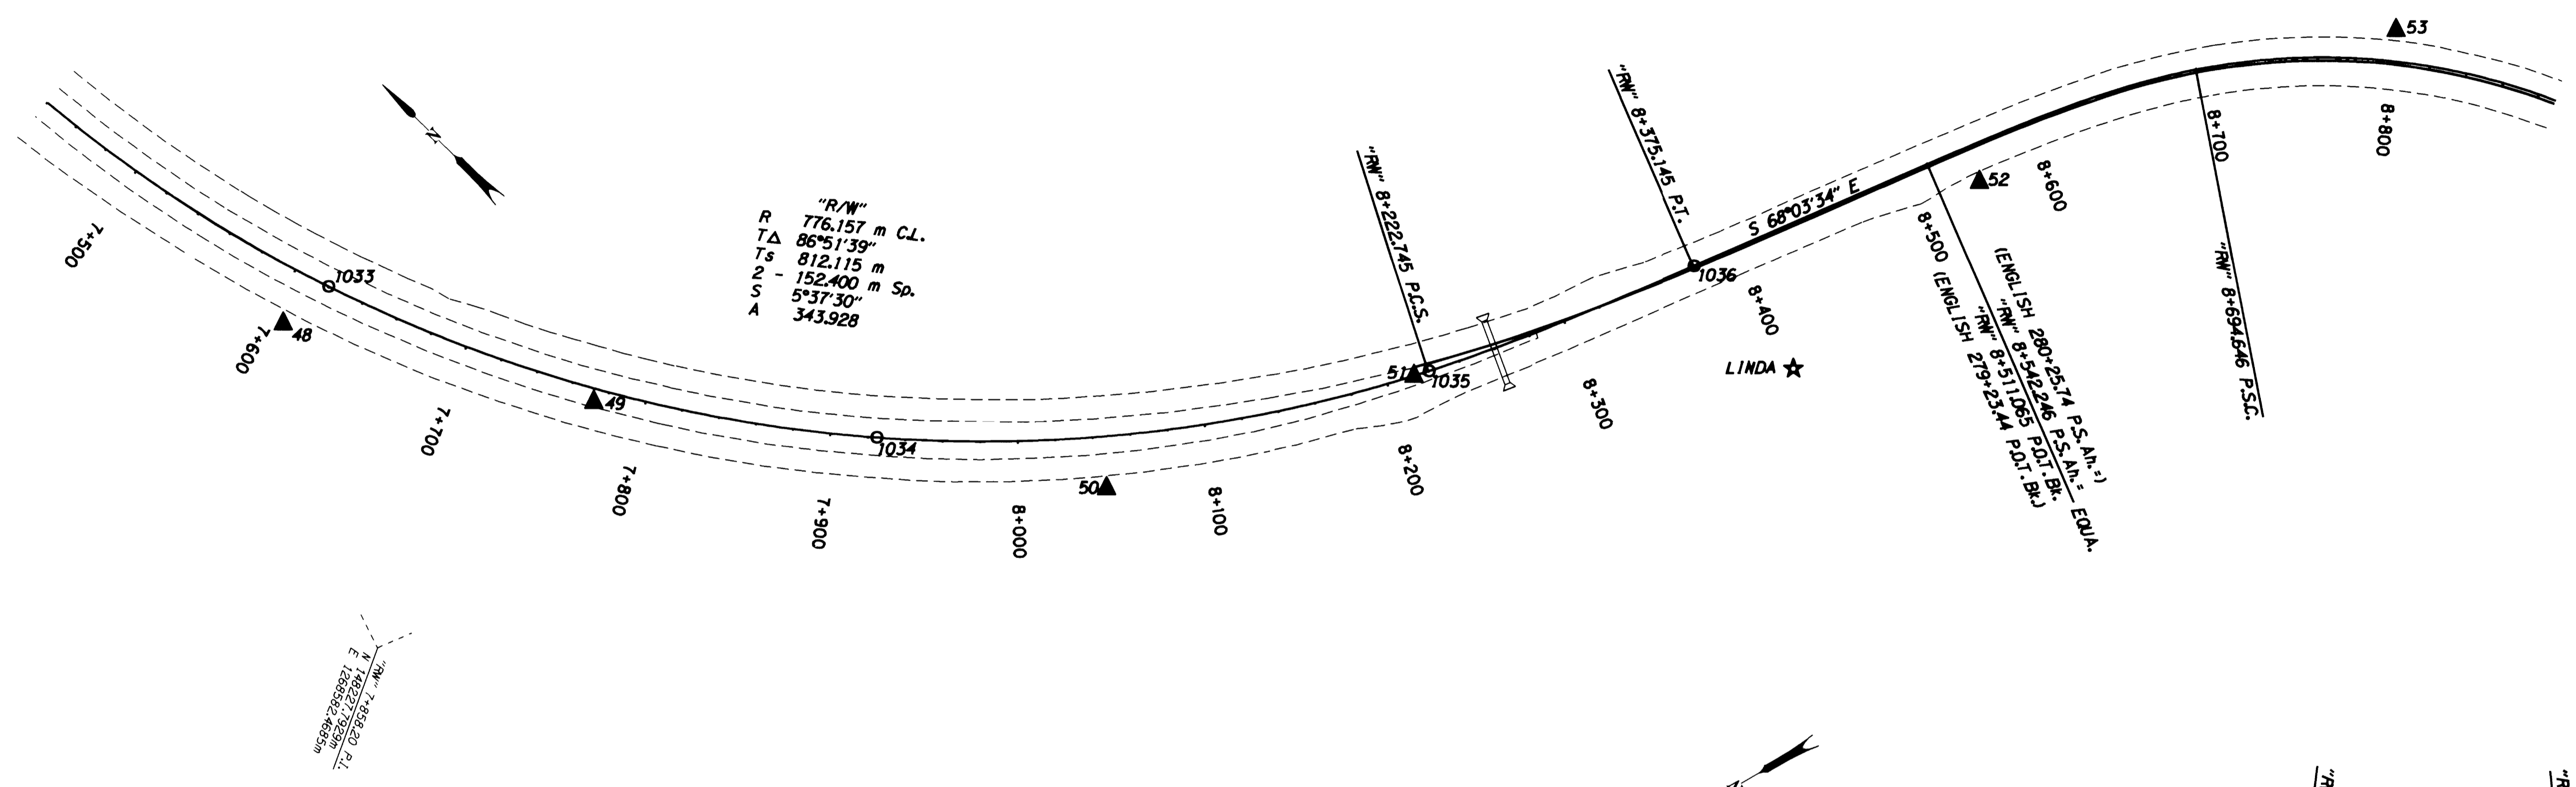 53
8+800
8+700
"RW" 8+694.646 P.S.C.
52
8+600
8+500
(ENGLISH 280+25.74 P.S. Ah.=)
"RW" 8+542.246 P.S. Ah.=
"RW" 8+511.065 P.O.T. Bk.
(ENGLISH 279+23.44 P.O.T. Bk.)
EQUA.
S 68°03'34" E
"RW" 8+375.145 P.T.
1036
8+400
LINDA
8+300
"RW" 8+222.745 P.C.S.
51
1035
8+200
8+100
50
8+000
7+900
1034
"R/W"
R 776.157 m C.L.
T△ 86°51'39"
Ts 812.115 m
2 - 152.400 m Sp.
S 5°37'30"
A 343.928
N
7+500
1033
48
7+600
49
7+700
7+800
"RW" 7+858.20 P.I.
N 148227.7929m
E 1268582.4685m